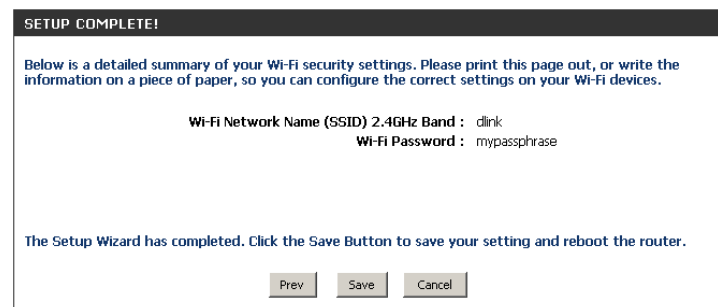 SETUP COMPLETE!
Below is a detailed summary of your Wi-Fi security settings. Please print this page out, or write the
information on a piece of paper, so you can configure the correct settings on your Wi-Fi devices.
Wi-Fi Network Name (SSID) 2.4GHz Band : dlink
Wi-Fi Password : mypassphrase
The Setup Wizard has completed. Click the Save Button to save your setting and reboot the router.
Prev Save Cancel